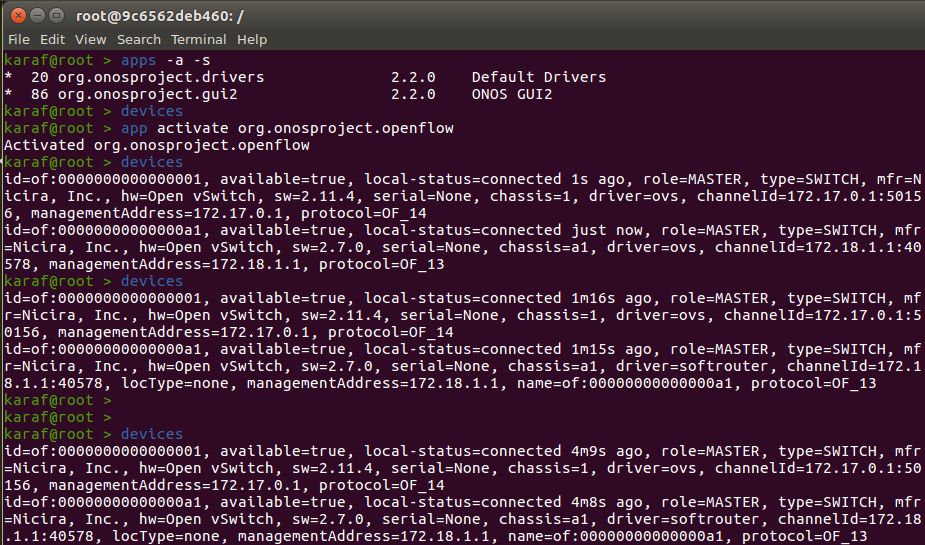 root@9c6562deb460: /
File Edit View Search Terminal Help
karaf@root > apps -a -s
*  20 org.onosproject.drivers              2.2.0    Default Drivers
*  86 org.onosproject.gui2                 2.2.0    ONOS GUI2
karaf@root > devices
karaf@root > app activate org.onosproject.openflow
Activated org.onosproject.openflow
karaf@root > devices
id=of:0000000000000001, available=true, local-status=connected 1s ago, role=MASTER, type=SWITCH, mfr=N
icira, Inc., hw=Open vSwitch, sw=2.11.4, serial=None, chassis=1, driver=ovs, channelId=172.17.0.1:5015
6, managementAddress=172.17.0.1, protocol=OF_14
id=of:00000000000000a1, available=true, local-status=connected just now, role=MASTER, type=SWITCH, mfr
=Nicira, Inc., hw=Open vSwitch, sw=2.7.0, serial=None, chassis=a1, driver=ovs, channelId=172.18.1.1:40
578, managementAddress=172.18.1.1, protocol=OF_13
karaf@root > devices
id=of:0000000000000001, available=true, local-status=connected 1m16s ago, role=MASTER, type=SWITCH, mf
r=Nicira, Inc., hw=Open vSwitch, sw=2.11.4, serial=None, chassis=1, driver=ovs, channelId=172.17.0.1:5
0156, managementAddress=172.17.0.1, protocol=OF_14
id=of:00000000000000a1, available=true, local-status=connected 1m15s ago, role=MASTER, type=SWITCH, mf
r=Nicira, Inc., hw=Open vSwitch, sw=2.7.0, serial=None, chassis=a1, driver=softrouter, channelId=172.1
8.1.1:40578, locType=none, managementAddress=172.18.1.1, name=of:00000000000000a1, protocol=OF_13
karaf@root >
karaf@root >
karaf@root > devices
id=of:0000000000000001, available=true, local-status=connected 4m9s ago, role=MASTER, type=SWITCH, mfr
=Nicira, Inc., hw=Open vSwitch, sw=2.11.4, serial=None, chassis=1, driver=ovs, channelId=172.17.0.1:50
156, managementAddress=172.17.0.1, protocol=OF_14
id=of:00000000000000a1, available=true, local-status=connected 4m8s ago, role=MASTER, type=SWITCH, mfr
=Nicira, Inc., hw=Open vSwitch, sw=2.7.0, serial=None, chassis=a1, driver=softrouter, channelId=172.18
.1.1:40578, locType=none, managementAddress=172.18.1.1, name=of:00000000000000a1, protocol=OF_13